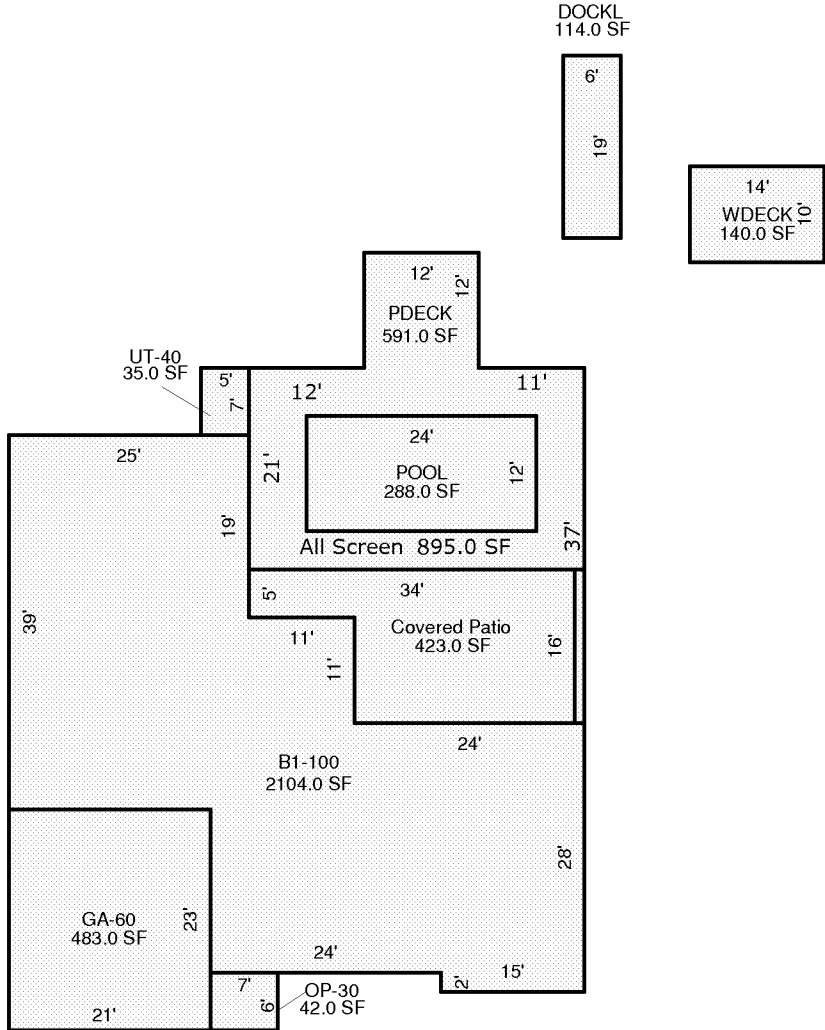 DOCKL
114.0 SF
6'
19'
14'
WDECK
140.0 SF
10'
12'
12'
PDECK
591.0 SF
UT-40
35.0 SF
5'
7'
12'
11'
25'
21'
24'
POOL
288.0 SF
12'
19'
All Screen 895.0 SF
37'
5'
34'
39'
11'
Covered Patio
423.0 SF
16'
11'
24'
B1-100
2104.0 SF
28'
GA-60
483.0 SF
23'
24'
15'
2'
7'
6'
OP-30
42.0 SF
21'